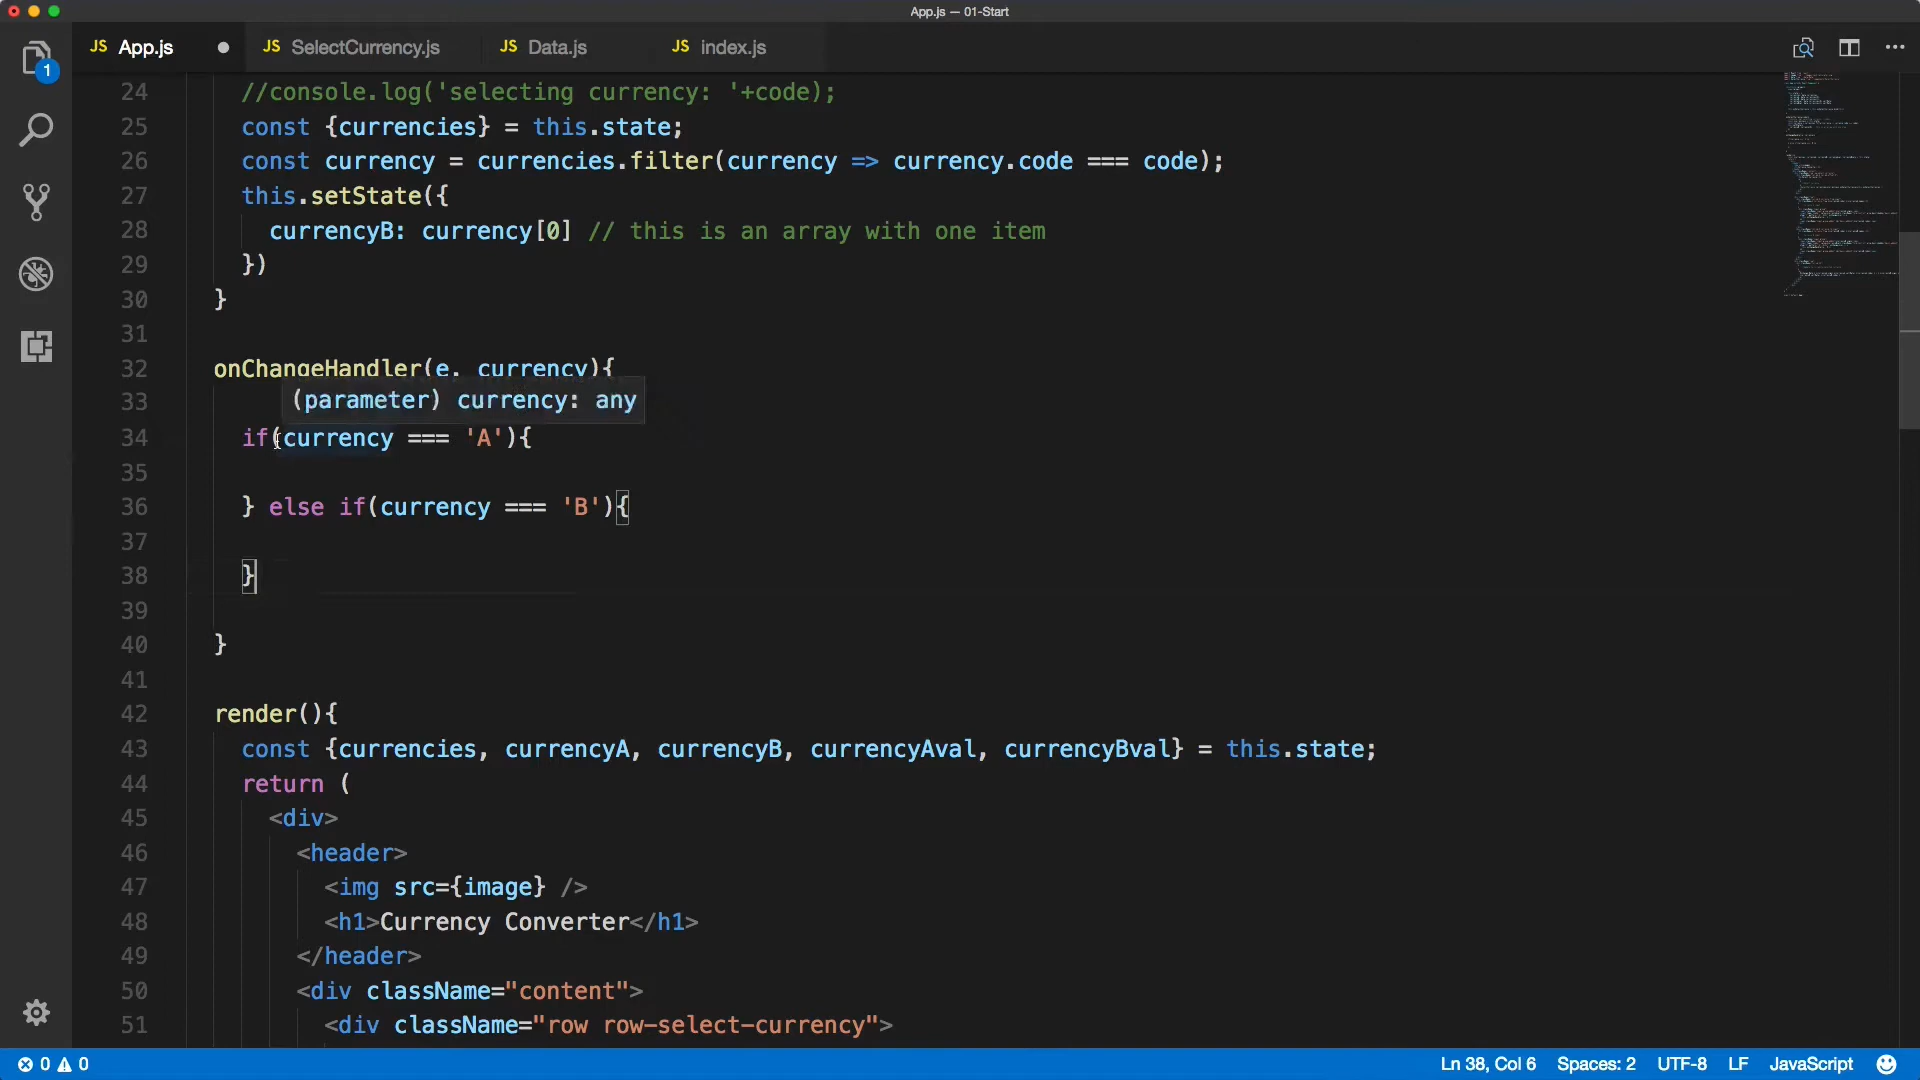 App.js — 01-Start
JS App.js ● JS SelectCurrency.js JS Data.js JS index.js
1
24 //console.log('selecting currency: '+code);
25 const {currencies} = this.state;
26 const currency = currencies.filter(currency => currency.code === code);
27 this.setState({
28 currencyB: currency[0] // this is an array with one item
29 })
30 }
31
32 onChangeHandler(e, currency){
33 (parameter) currency: any
34 if(currency === 'A'){
35
36 } else if(currency === 'B'){
37
38 }
39
40 }
41
42 render(){
43 const {currencies, currencyA, currencyB, currencyAval, currencyBval} = this.state;
44 return (
45 <div>
46 <header>
47 <img src={image} />
48 <h1>Currency Converter</h1>
49 </header>
50 <div className="content">
51 <div className="row row-select-currency">
0 0 Ln 38, Col 6 Spaces: 2 UTF-8 LF JavaScript